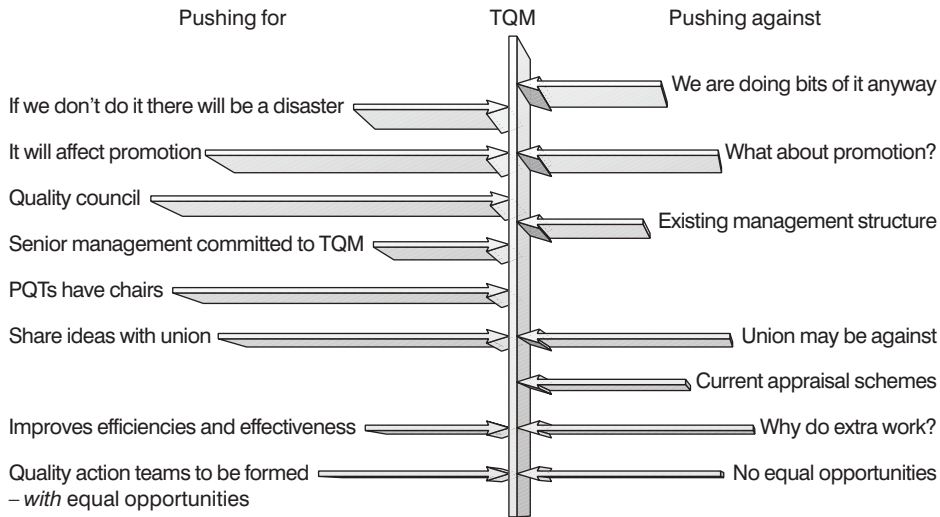 Pushing for
TQM
Pushing against
We are doing bits of it anyway
If we don’t do it there will be a disaster
It will affect promotion
What about promotion?
Quality council
Existing management structure
Senior management committed to TQM
PQTs have chairs
Share ideas with union
Union may be against
Current appraisal schemes
Improves efficiencies and effectiveness
Why do extra work?
Quality action teams to be formed
– with equal opportunities
No equal opportunities